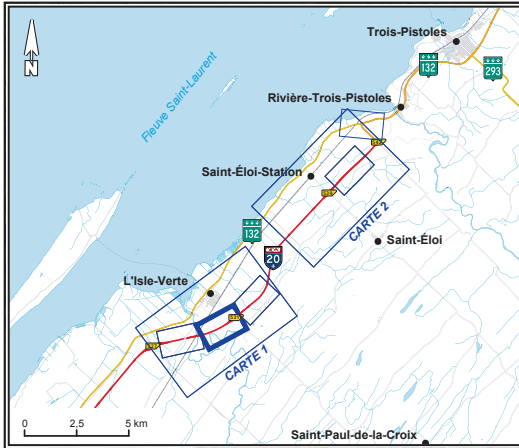 Trois-Pistoles
132
293
N
Fleuve Saint-Laurent
Rivière-Trois-Pistoles
Saint-Éloi-Station
CARTE 2
132
Saint-Éloi
20
L'Isle-Verte
CARTE 1
0 2,5 5 km
Saint-Paul-de-la-Croix